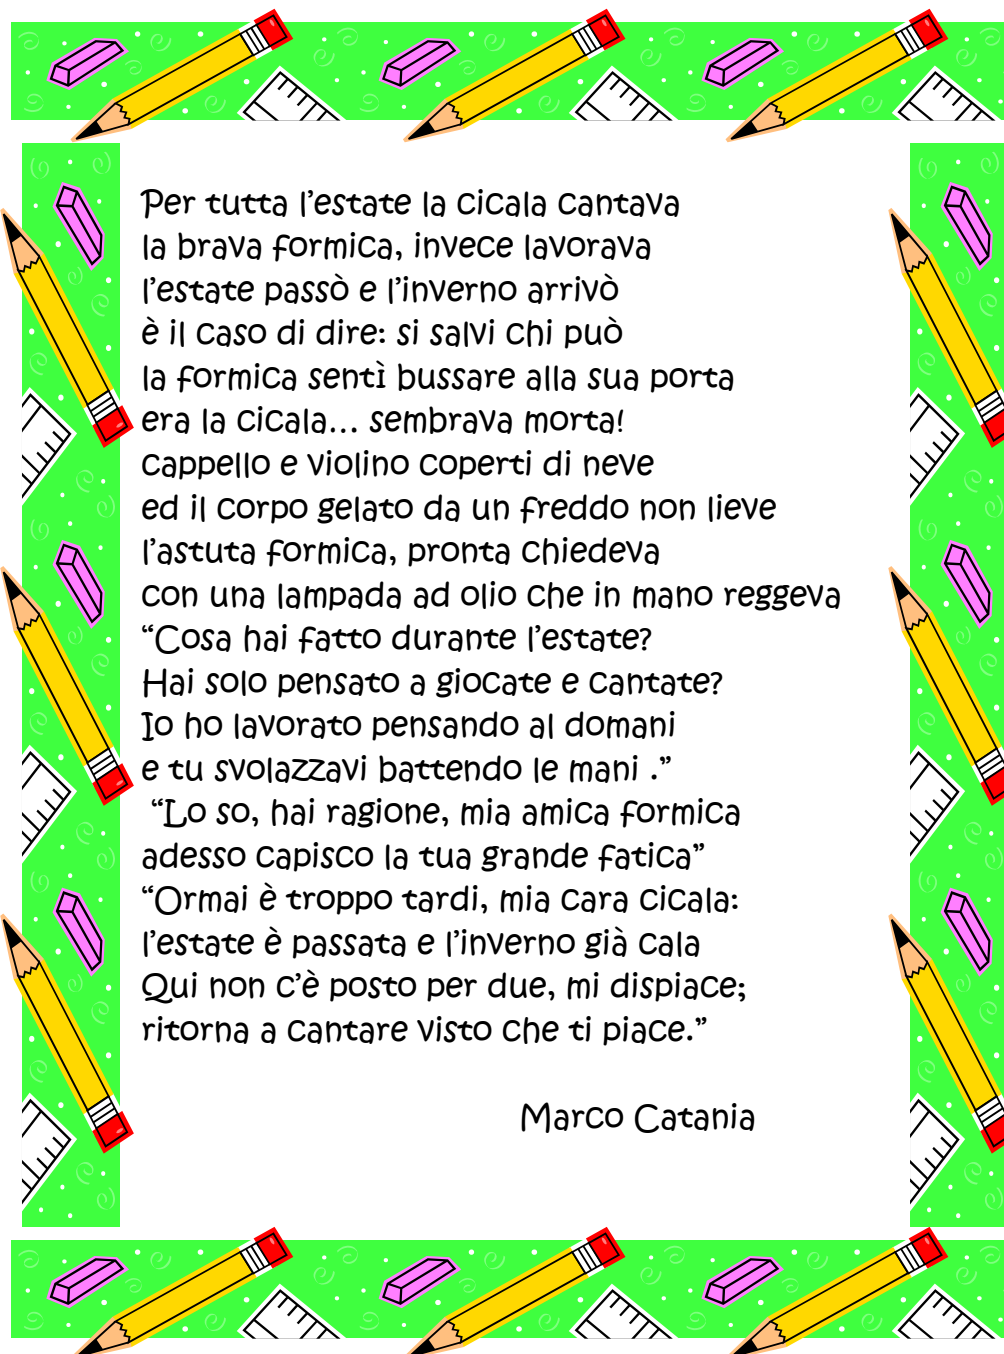 Per tutta l’estate la cicala cantava
la brava formica, invece lavorava
l’estate passò e l’inverno arrivò
è il caso di dire: si salvi chi può
la formica sentì bussare alla sua porta
era la cicala... sembrava morta!
cappello e violino coperti di neve
ed il corpo gelato da un freddo non lieve
l’astuta formica, pronta chiedeva
con una lampada ad olio che in mano reggeva
“Cosa hai fatto durante l’estate?
Hai solo pensato a giocate e cantate?
Io ho lavorato pensando al domani
e tu svolazzavi battendo le mani .”
“Lo so, hai ragione, mia amica formica
adesso capisco la tua grande fatica”
“Ormai è troppo tardi, mia cara cicala:
l’estate è passata e l’inverno già cala
Qui non c’è posto per due, mi dispiace;
ritorna a cantare visto che ti piace.”
Marco Catania